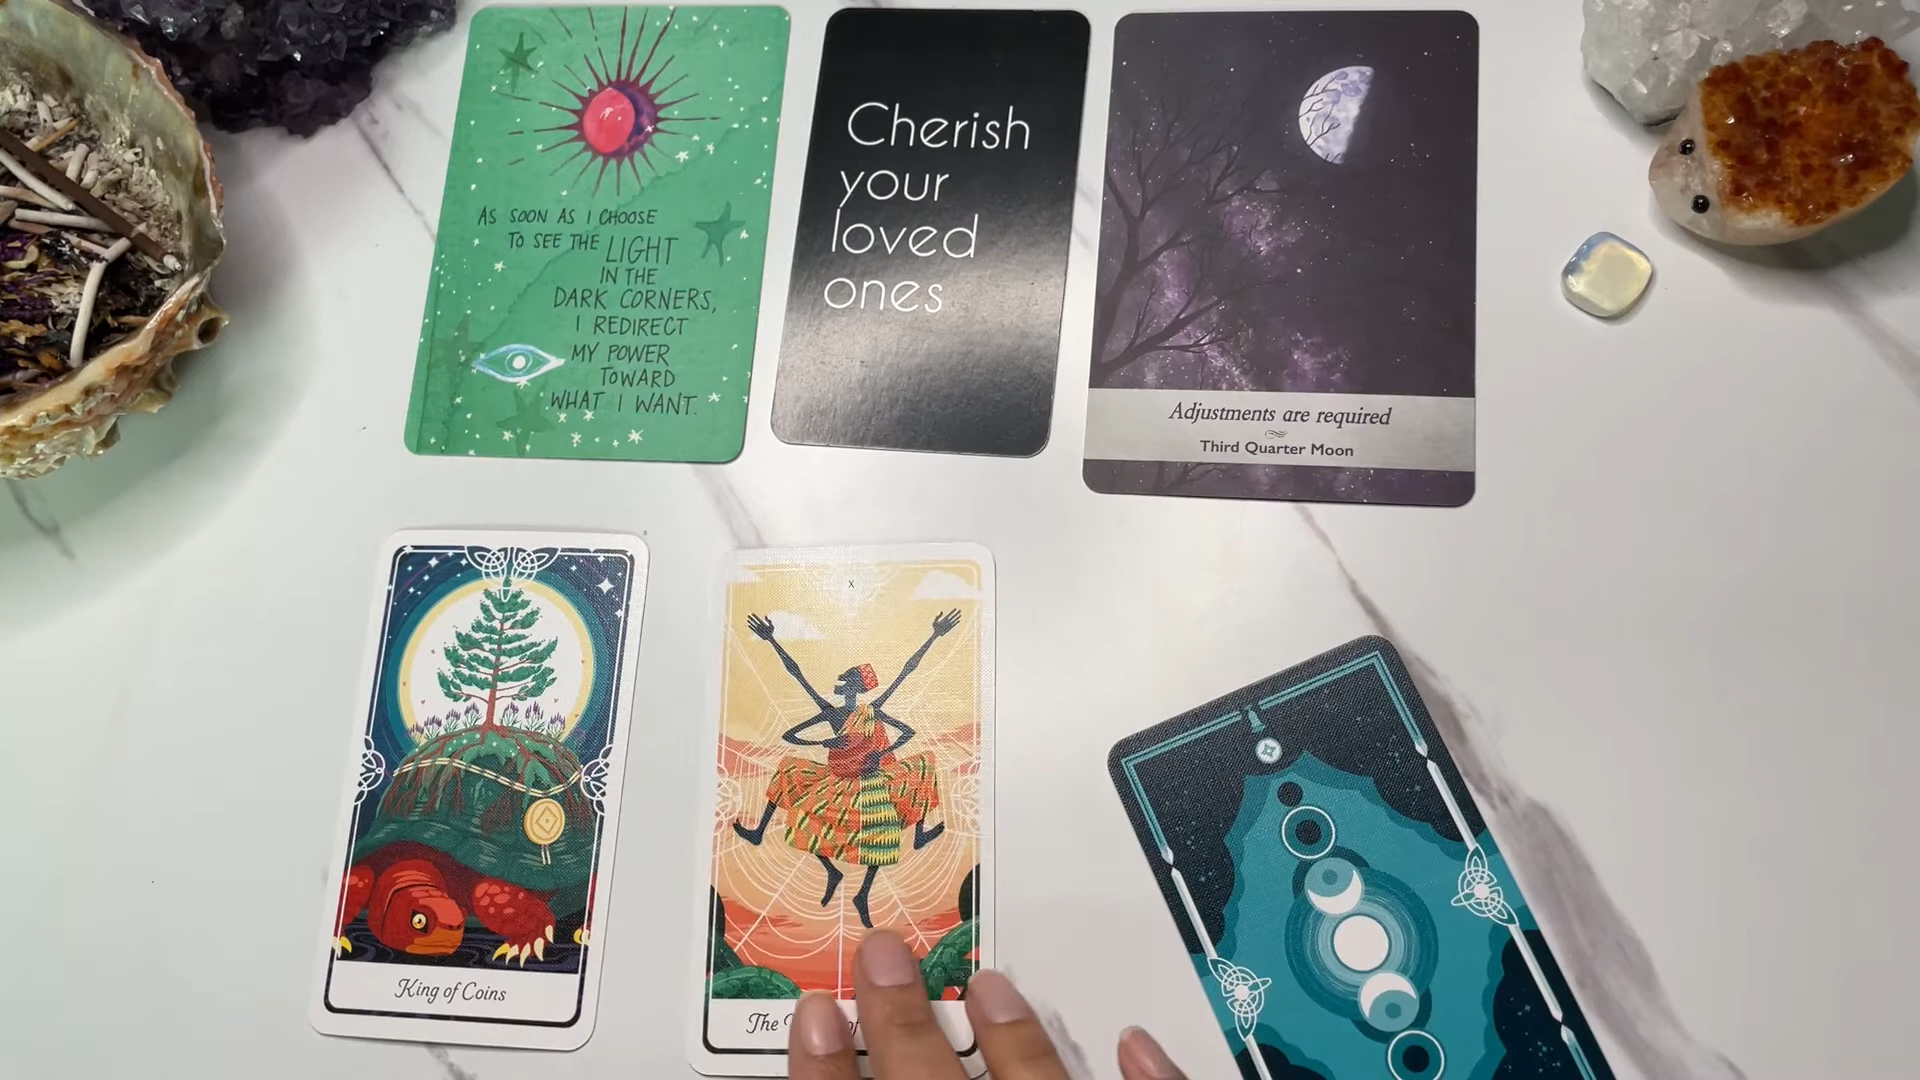 AS SOON AS I CHOOSE
TO SEE THE LIGHT
IN THE
DARK CORNERS,
I REDIRECT
MY POWER
TOWARD
WHAT I WANT.
Cherish
your
loved
ones
Adjustments are required
Third Quarter Moon
King of Coins
X
The